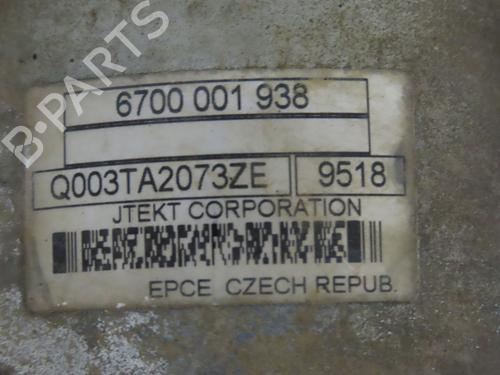 B-PARTS
6700 001 938
Q003TA2073ZE 9518
JTEKT CORPORATION
EPCE CZECH REPUB.